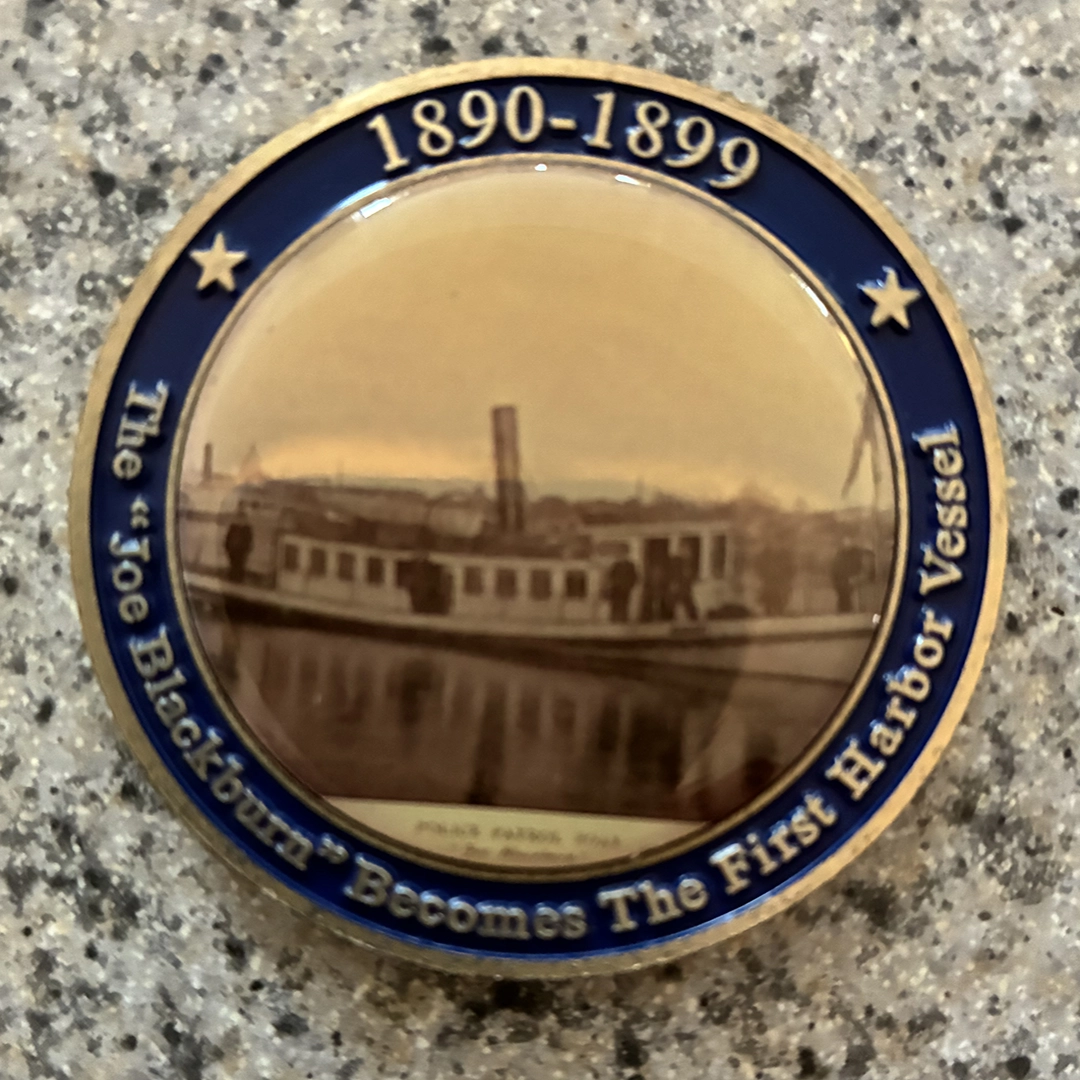 1890-1899
The “Joe Blackburn” Becomes The First Harbor Vessel